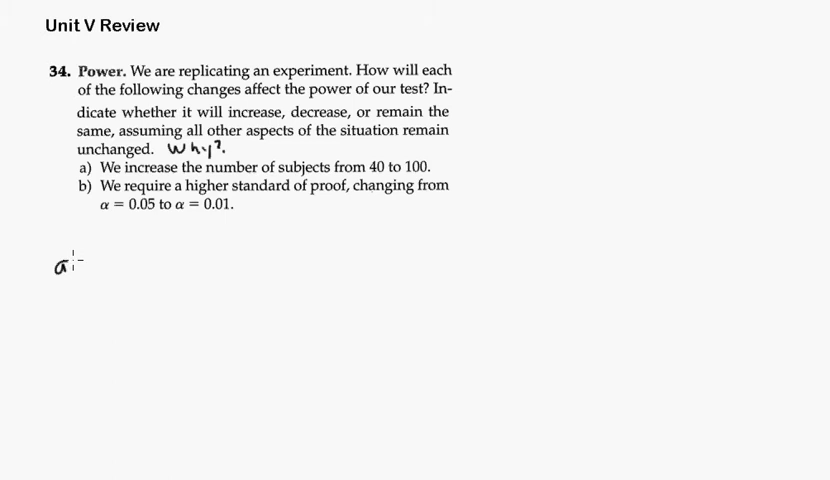 Unit V Review
34. Power. We are replicating an experiment. How will each
of the following changes affect the power of our test? In-
dicate whether it will increase, decrease, or remain the
same, assuming all other aspects of the situation remain
unchanged. Why?
a) We increase the number of subjects from 40 to 100.
b) We require a higher standard of proof, changing from
α = 0.05 to α = 0.01.
a